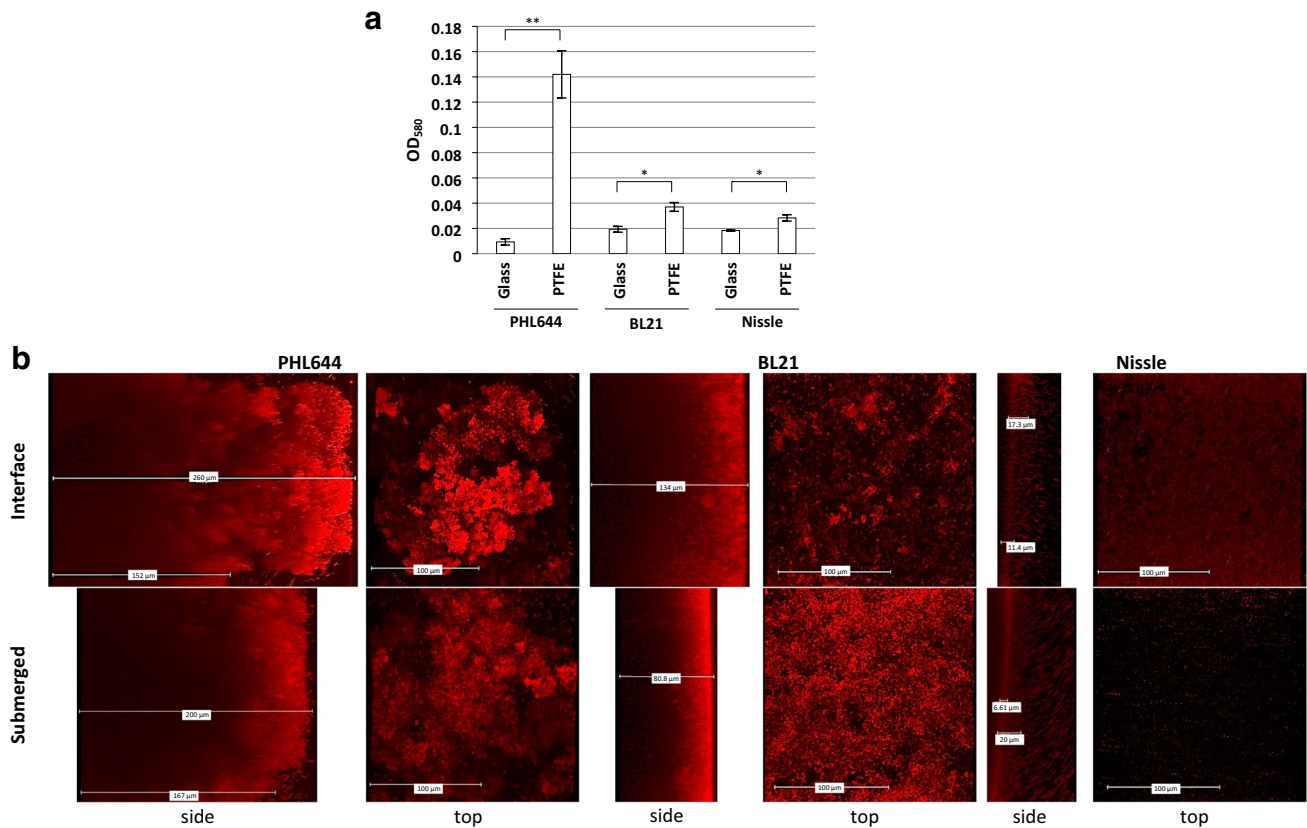 a
**
*
*
0.18
0.16
0.14
0.12
0.1
0.08
0.06
0.04
0.02
0
OD580
Glass
PTFE
Glass
PTFE
Glass
PTFE
PHL644
BL21
Nissle
b
PHL644
BL21
Nissle
Interface
260 µm
152 µm
100 µm
134 µm
100 µm
17.3 µm
11.4 µm
100 µm
Submerged
200 µm
167 µm
100 µm
80.8 µm
100 µm
6.61 µm
20 µm
100 µm
side
top
side
top
side
top